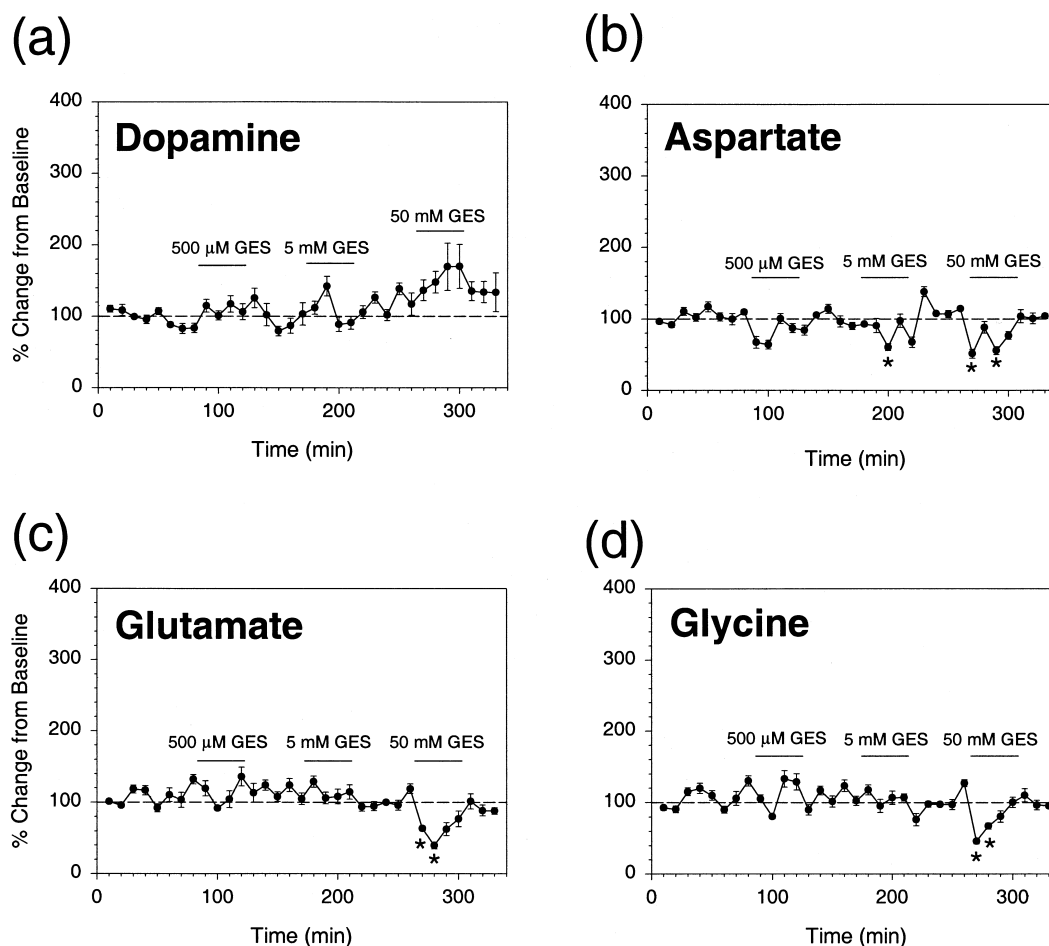 (a)
400
300
200
100
0
% Change from Baseline
Dopamine
500 μM GES
5 mM GES
50 mM GES
0 100 200 300
Time (min)
(b)
400
300
200
100
0
Aspartate
500 μM GES
5 mM GES
50 mM GES
*
*
*
0 100 200 300
Time (min)
(c)
400
300
200
100
0
% Change from Baseline
Glutamate
500 μM GES
5 mM GES
50 mM GES
*
*
0 100 200 300
Time (min)
(d)
400
300
200
100
0
Glycine
500 μM GES
5 mM GES
50 mM GES
*
*
0 100 200 300
Time (min)